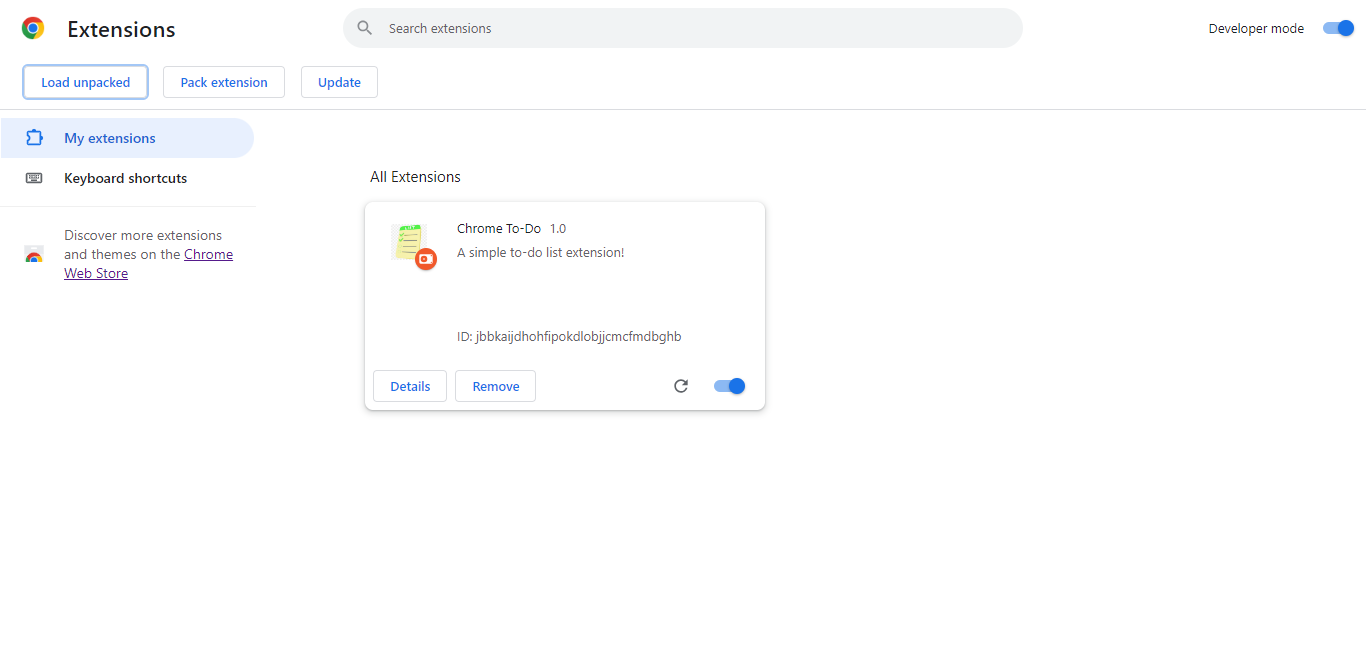 Extensions
Search extensions
Developer mode
Load unpacked
Pack extension
Update
My extensions
Keyboard shortcuts
Discover more extensions
and themes on the Chrome
Web Store
All Extensions
Chrome To-Do 1.0
A simple to-do list extension!
ID: jbbkaijdhohfipokdlobjjcmcfmdbghb
Details
Remove